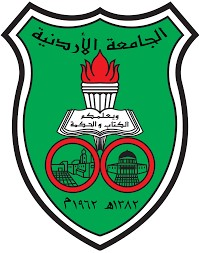 الجامعة الأردنية
ويعلمكم
الكتاب والحكمة
١٣٨٢هـ ١٩٦٢م